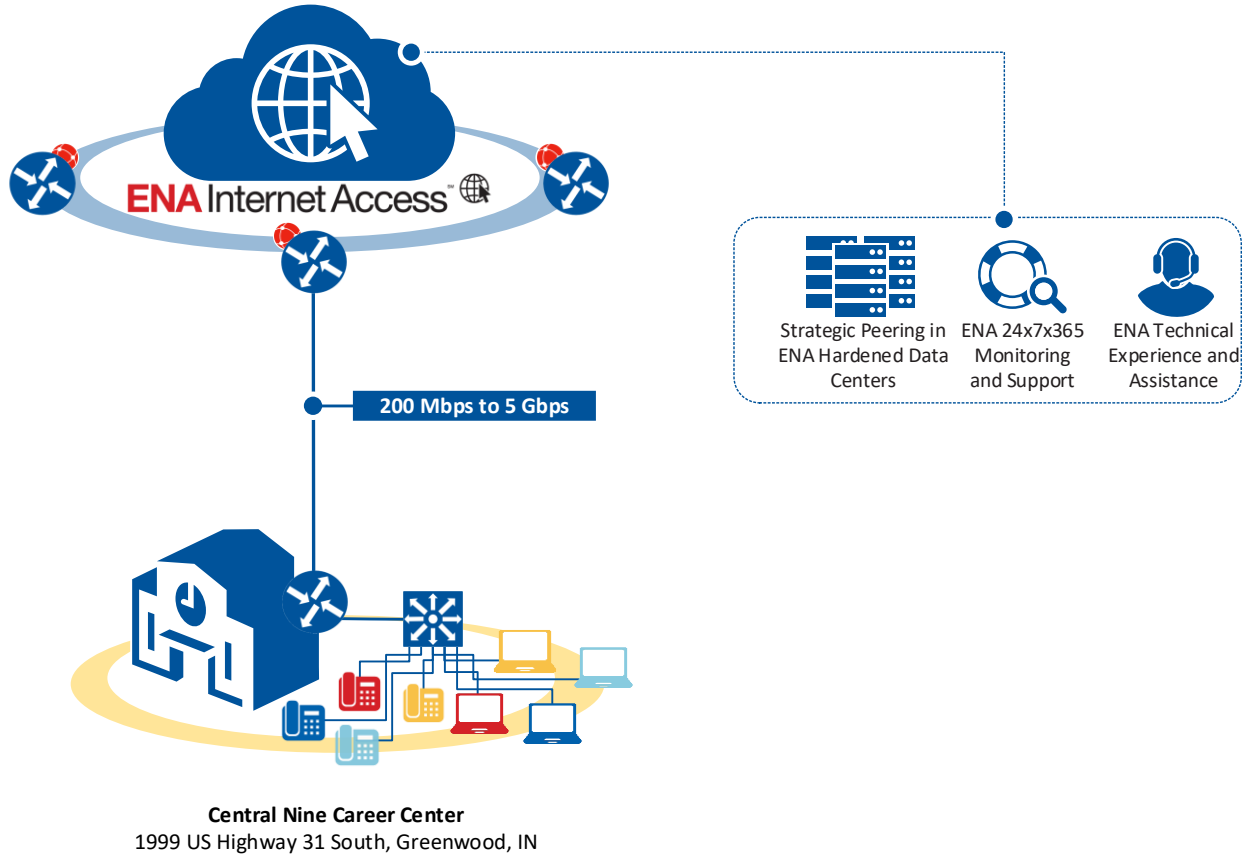 ENA Internet Access℠
200 Mbps to 5 Gbps
Strategic Peering in
ENA Hardened Data
Centers
ENA 24x7x365
Monitoring
and Support
ENA Technical
Experience and
Assistance
Central Nine Career Center
1999 US Highway 31 South, Greenwood, IN